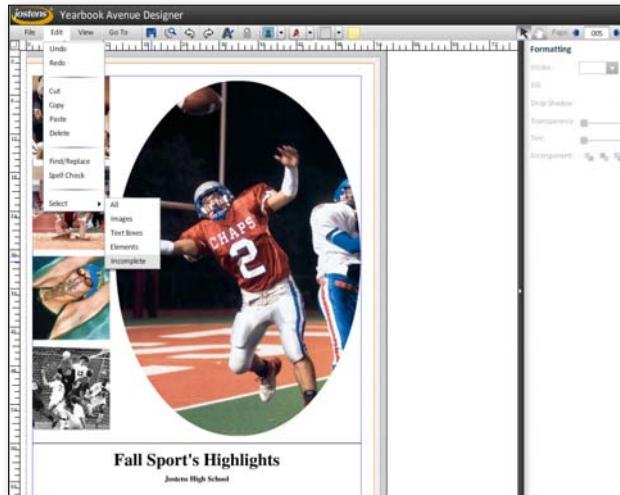 jostens Yearbook Avenue Designer
File Edit View Go To
Page: 005
Formatting
Stroke:
Fill:
Drop Shadow
Transparency
Tint:
Arrangement:
Undo
Redo
Cut
Copy
Paste
Delete
Find/Replace
Spell Check
Select
All
Images
Text Boxes
Elements
Incomplete
CHAPS
2
Fall Sport's Highlights
Jostens High School